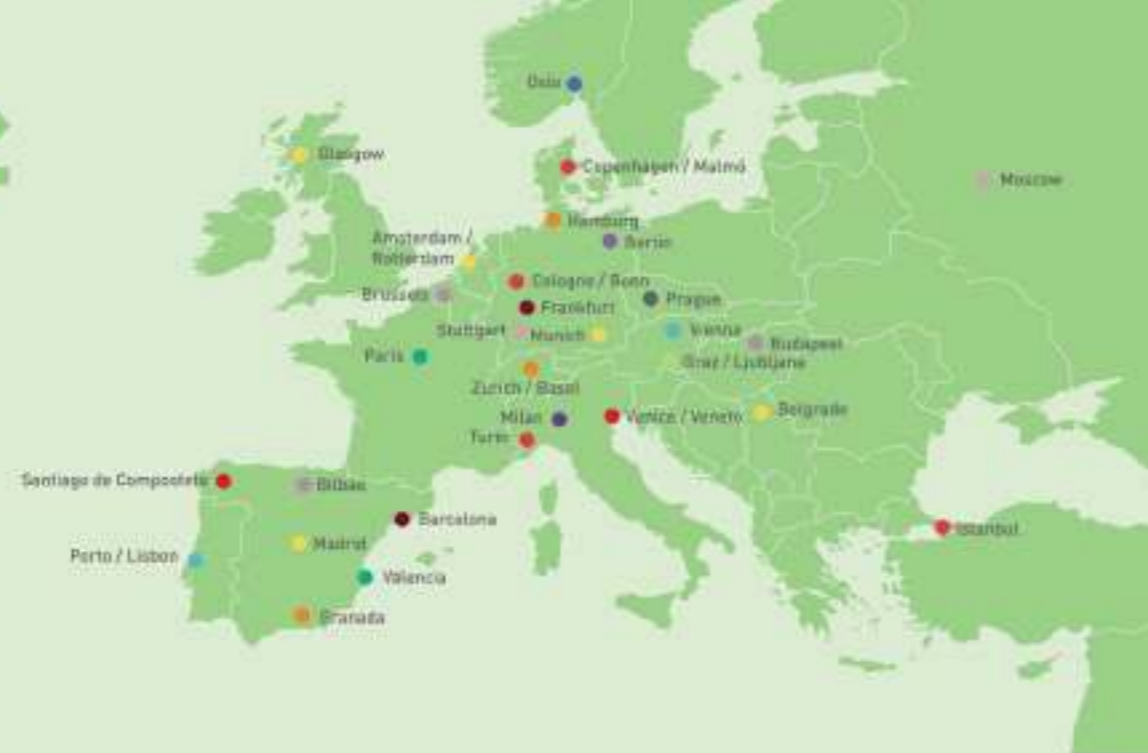 Oslo
Glasgow
Copenhagen / Malmö
Moscow
Hamburg
Amsterdam /
Rotterdam
Berlin
Cologne / Bonn
Brussels
Prague
Frankfurt
Stuttgart
Munich
Vienna
Budapest
Paris
Graz / Ljubljana
Zurich / Basel
Milan
Venice / Veneto
Belgrade
Turin
Santiago de Compostela
Bilbao
Barcelona
Istanbul
Madrid
Porto / Lisbon
Valencia
Granada